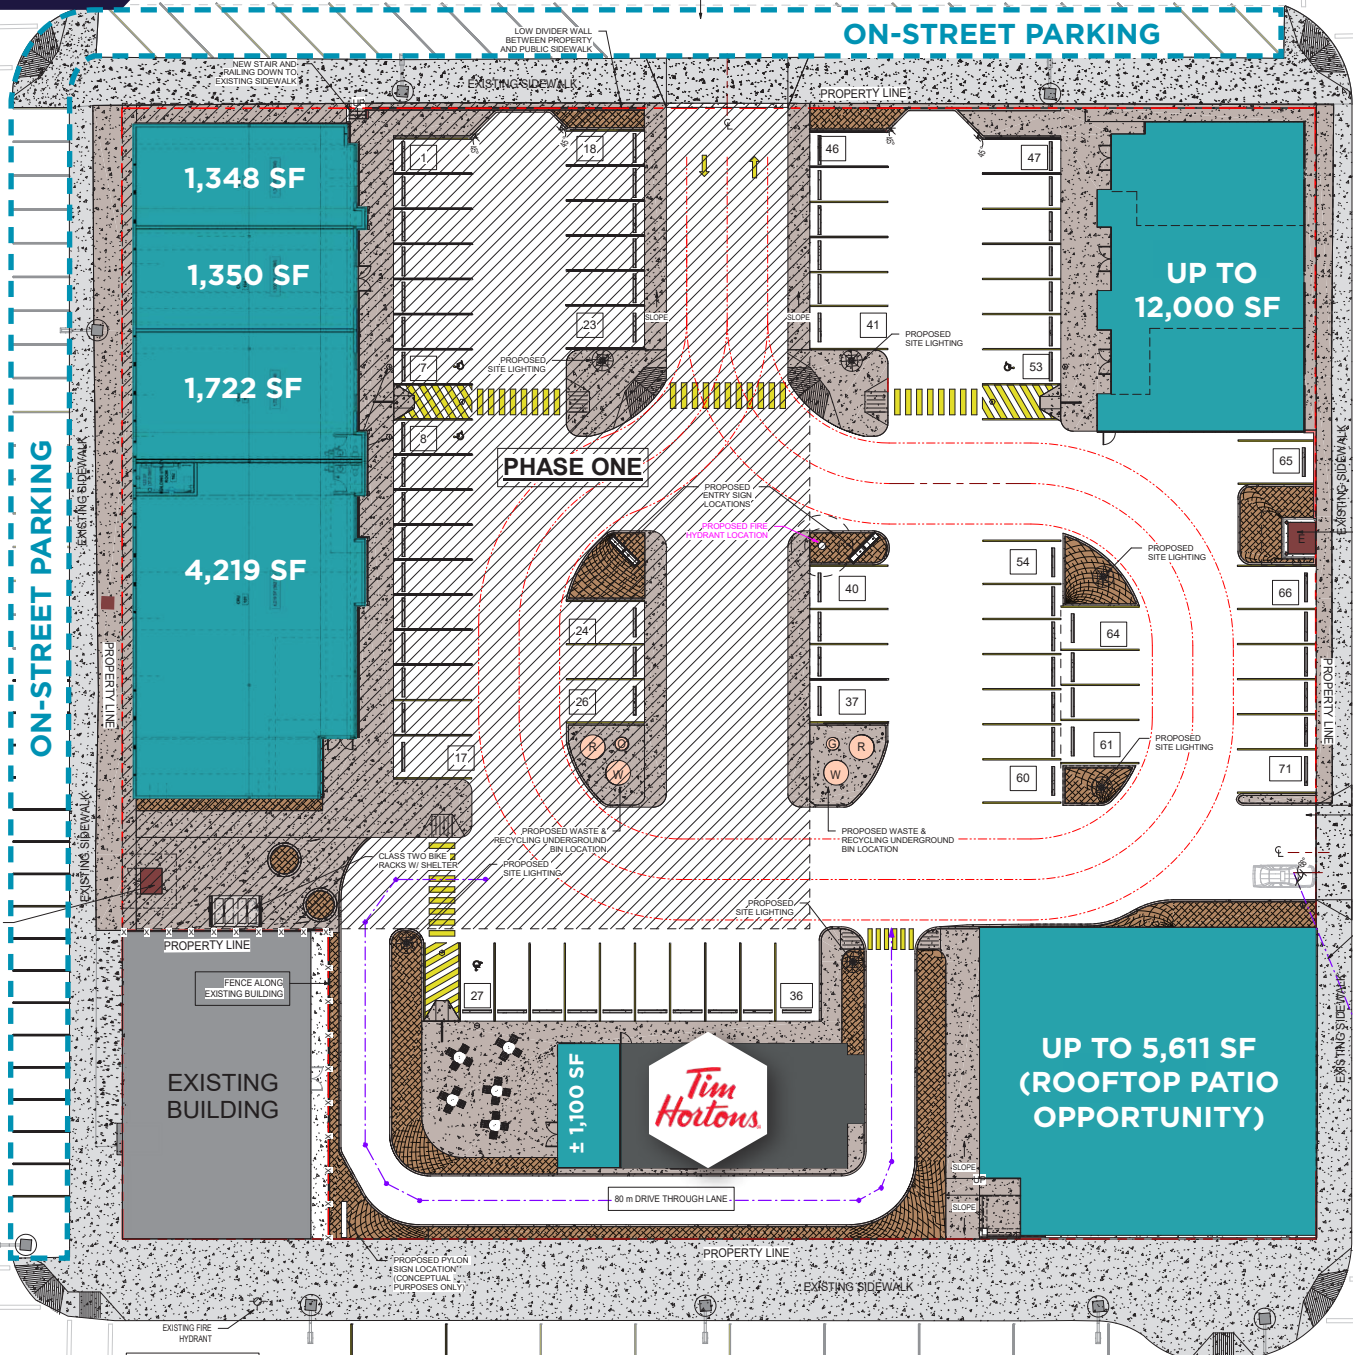 ON-STREET PARKING
LOW DIVIDER WALL
BETWEEN PROPERTY
AND PUBLIC SIDEWALK
NEW STAIR AND
RAILING DOWN TO
EXISTING SIDEWALK
EXISTING SIDEWALK
PROPERTY LINE
1,348 SF
1,350 SF
1,722 SF
4,219 SF
1
18
46
47
UP TO
12,000 SF
23
SLOPE
SLOPE
41
PROPOSED
SITE LIGHTING
PROPOSED
SITE LIGHTING
7
53
8
PHASE ONE
65
PROPOSED
ENTRY SIGN
LOCATIONS
PROPOSED FIRE
HYDRANT LOCATION
54
PROPOSED
SITE LIGHTING
40
66
24
64
26
37
17
R
W
G
R
W
61
PROPOSED
SITE LIGHTING
60
71
ON-STREET PARKING
EXISTING SIDEWALK
PROPERTY LINE
EXISTING SIDEWALK
EXISTING SIDEWALK
PROPERTY LINE
EXISTING SIDEWALK
PROPOSED WASTE &
RECYCLING UNDERGROUND
BIN LOCATION
PROPOSED WASTE &
RECYCLING UNDERGROUND
BIN LOCATION
CLASS TWO BIKE
RACKS W/ SHELTER
PROPOSED
SITE LIGHTING
PROPOSED
SITE LIGHTING
PROPERTY LINE
FENCE ALONG
EXISTING BUILDING
27
36
EXISTING
BUILDING
± 1,100 SF
Tim
Hortons
UP TO 5,611 SF
(ROOFTOP PATIO
OPPORTUNITY)
SLOPE
UP
SLOPE
80 m DRIVE THROUGH LANE
PROPERTY LINE
PROPOSED PYLON
SIGN LOCATION
(CONCEPTUAL
PURPOSES ONLY)
EXISTING SIDEWALK
EXISTING FIRE
HYDRANT